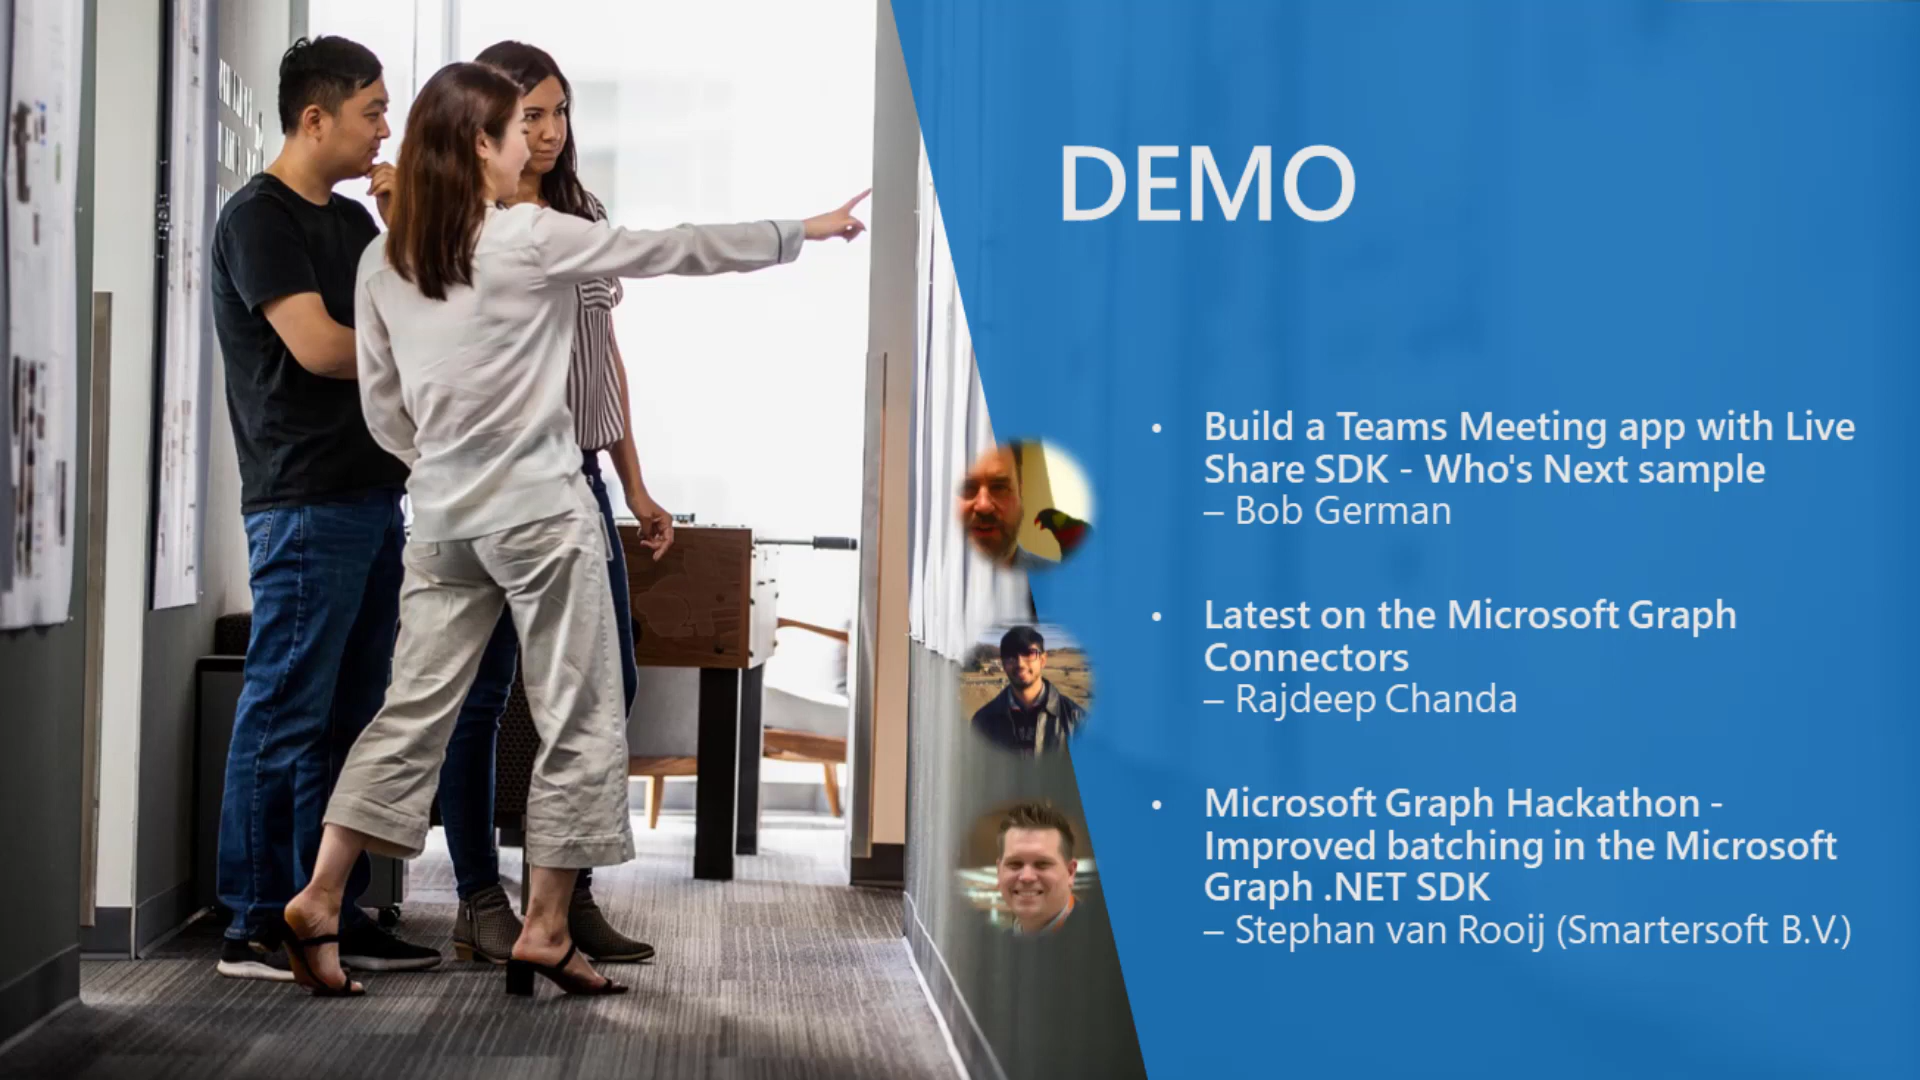 DEMO
• Build a Teams Meeting app with Live
Share SDK - Who's Next sample
– Bob German
• Latest on the Microsoft Graph
Connectors
– Rajdeep Chanda
• Microsoft Graph Hackathon -
Improved batching in the Microsoft
Graph .NET SDK
– Stephan van Rooij (Smartersoft B.V.)